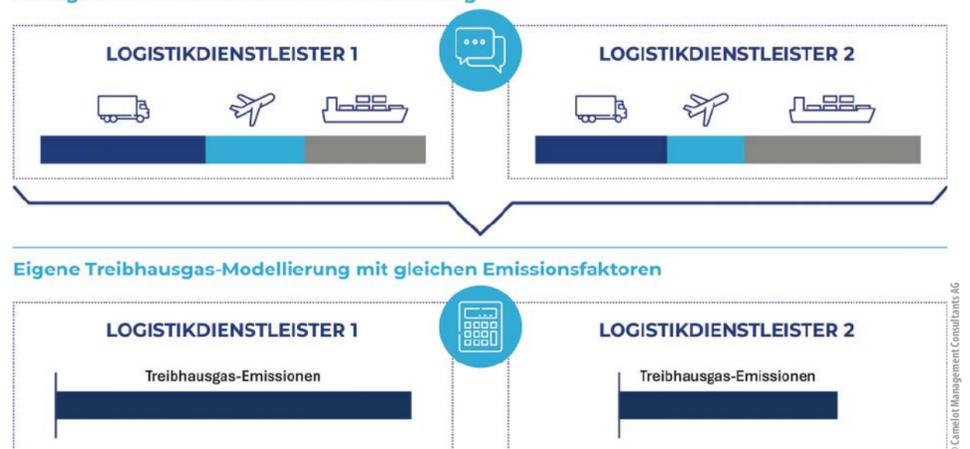 LOGISTIKDIENSTLEISTER 1
LOGISTIKDIENSTLEISTER 2
Eigene Treibhausgas-Modellierung mit gleichen Emissionsfaktoren
LOGISTIKDIENSTLEISTER 1
LOGISTIKDIENSTLEISTER 2
Treibhausgas-Emissionen
Treibhausgas-Emissionen
© Camelot Management Consultants AG